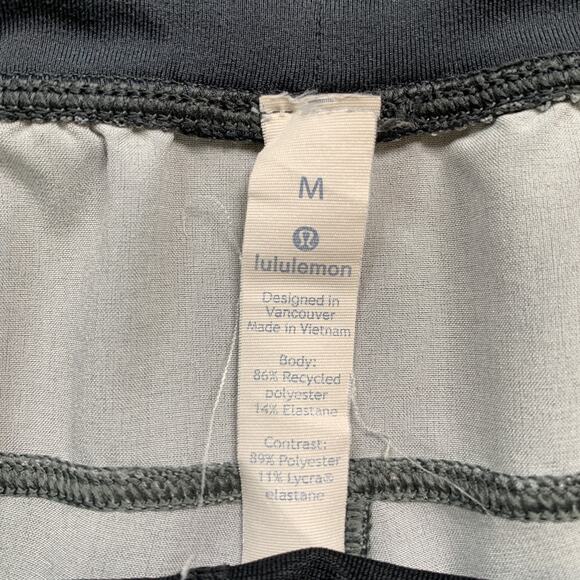 M
lululemon
Designed in
Vancouver
Made in Vietnam
Body:
86% Recycled
polyester
14% Elastane
Contrast:
89% Polyester
11% Lycra®
elastane